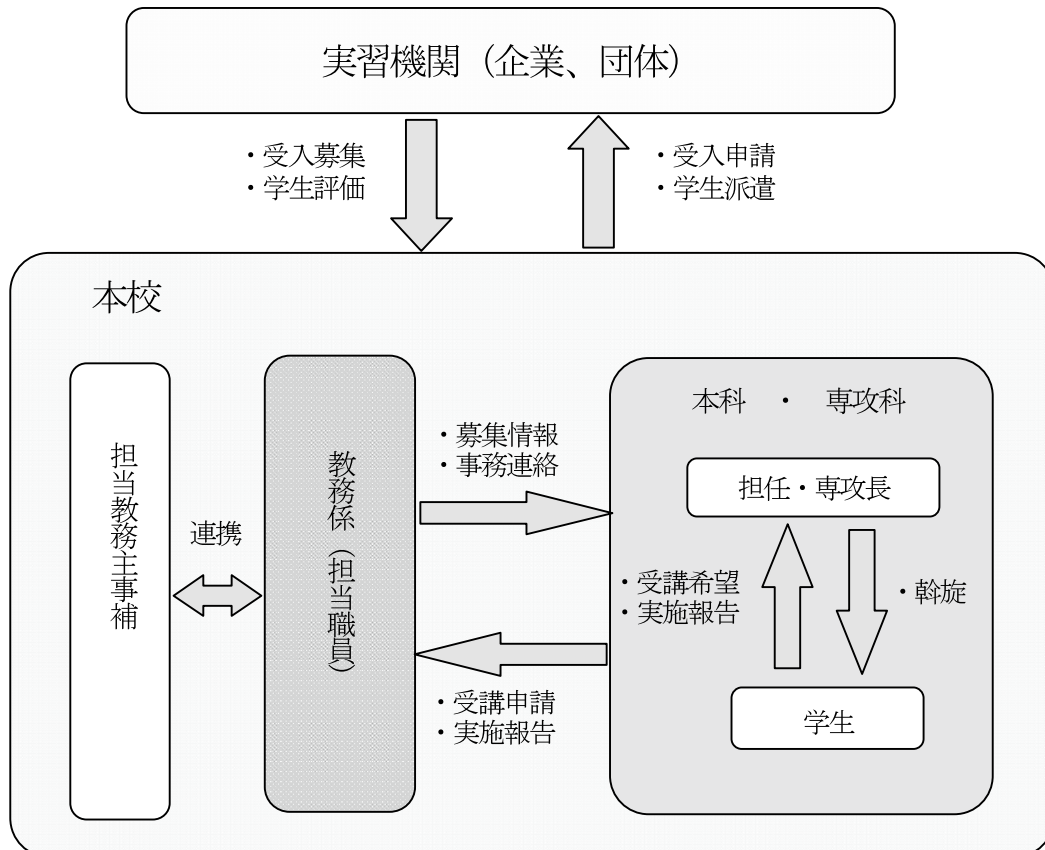 実習機関（企業、団体）
・受入募集
・学生評価
・受入申請
・学生派遣
本校
担当教務主事補
連携
教務係（担当職員）
・募集情報
・事務連絡
・受講申請
・実施報告
本科　・　専攻科
担任・専攻長
・受講希望
・実施報告
・斡旋
学生